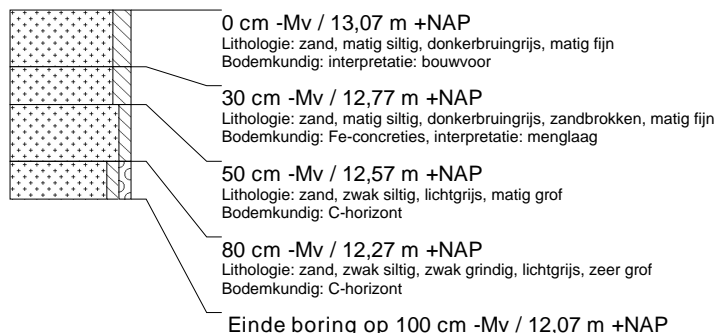 0 cm -Mv / 13,07 m +NAP
Lithologie: zand, matig siltig, donkerbruingrijs, matig fijn
Bodemkundig: interpretatie: bouwvoor
30 cm -Mv / 12,77 m +NAP
Lithologie: zand, matig siltig, donkerbruingrijs, zandbrokken, matig fijn
Bodemkundig: Fe-concreties, interpretatie: menglaag
50 cm -Mv / 12,57 m +NAP
Lithologie: zand, zwak siltig, lichtgrijs, matig grof
Bodemkundig: C-horizont
80 cm -Mv / 12,27 m +NAP
Lithologie: zand, zwak siltig, zwak grindig, lichtgrijs, zeer grof
Bodemkundig: C-horizont
Einde boring op 100 cm -Mv / 12,07 m +NAP